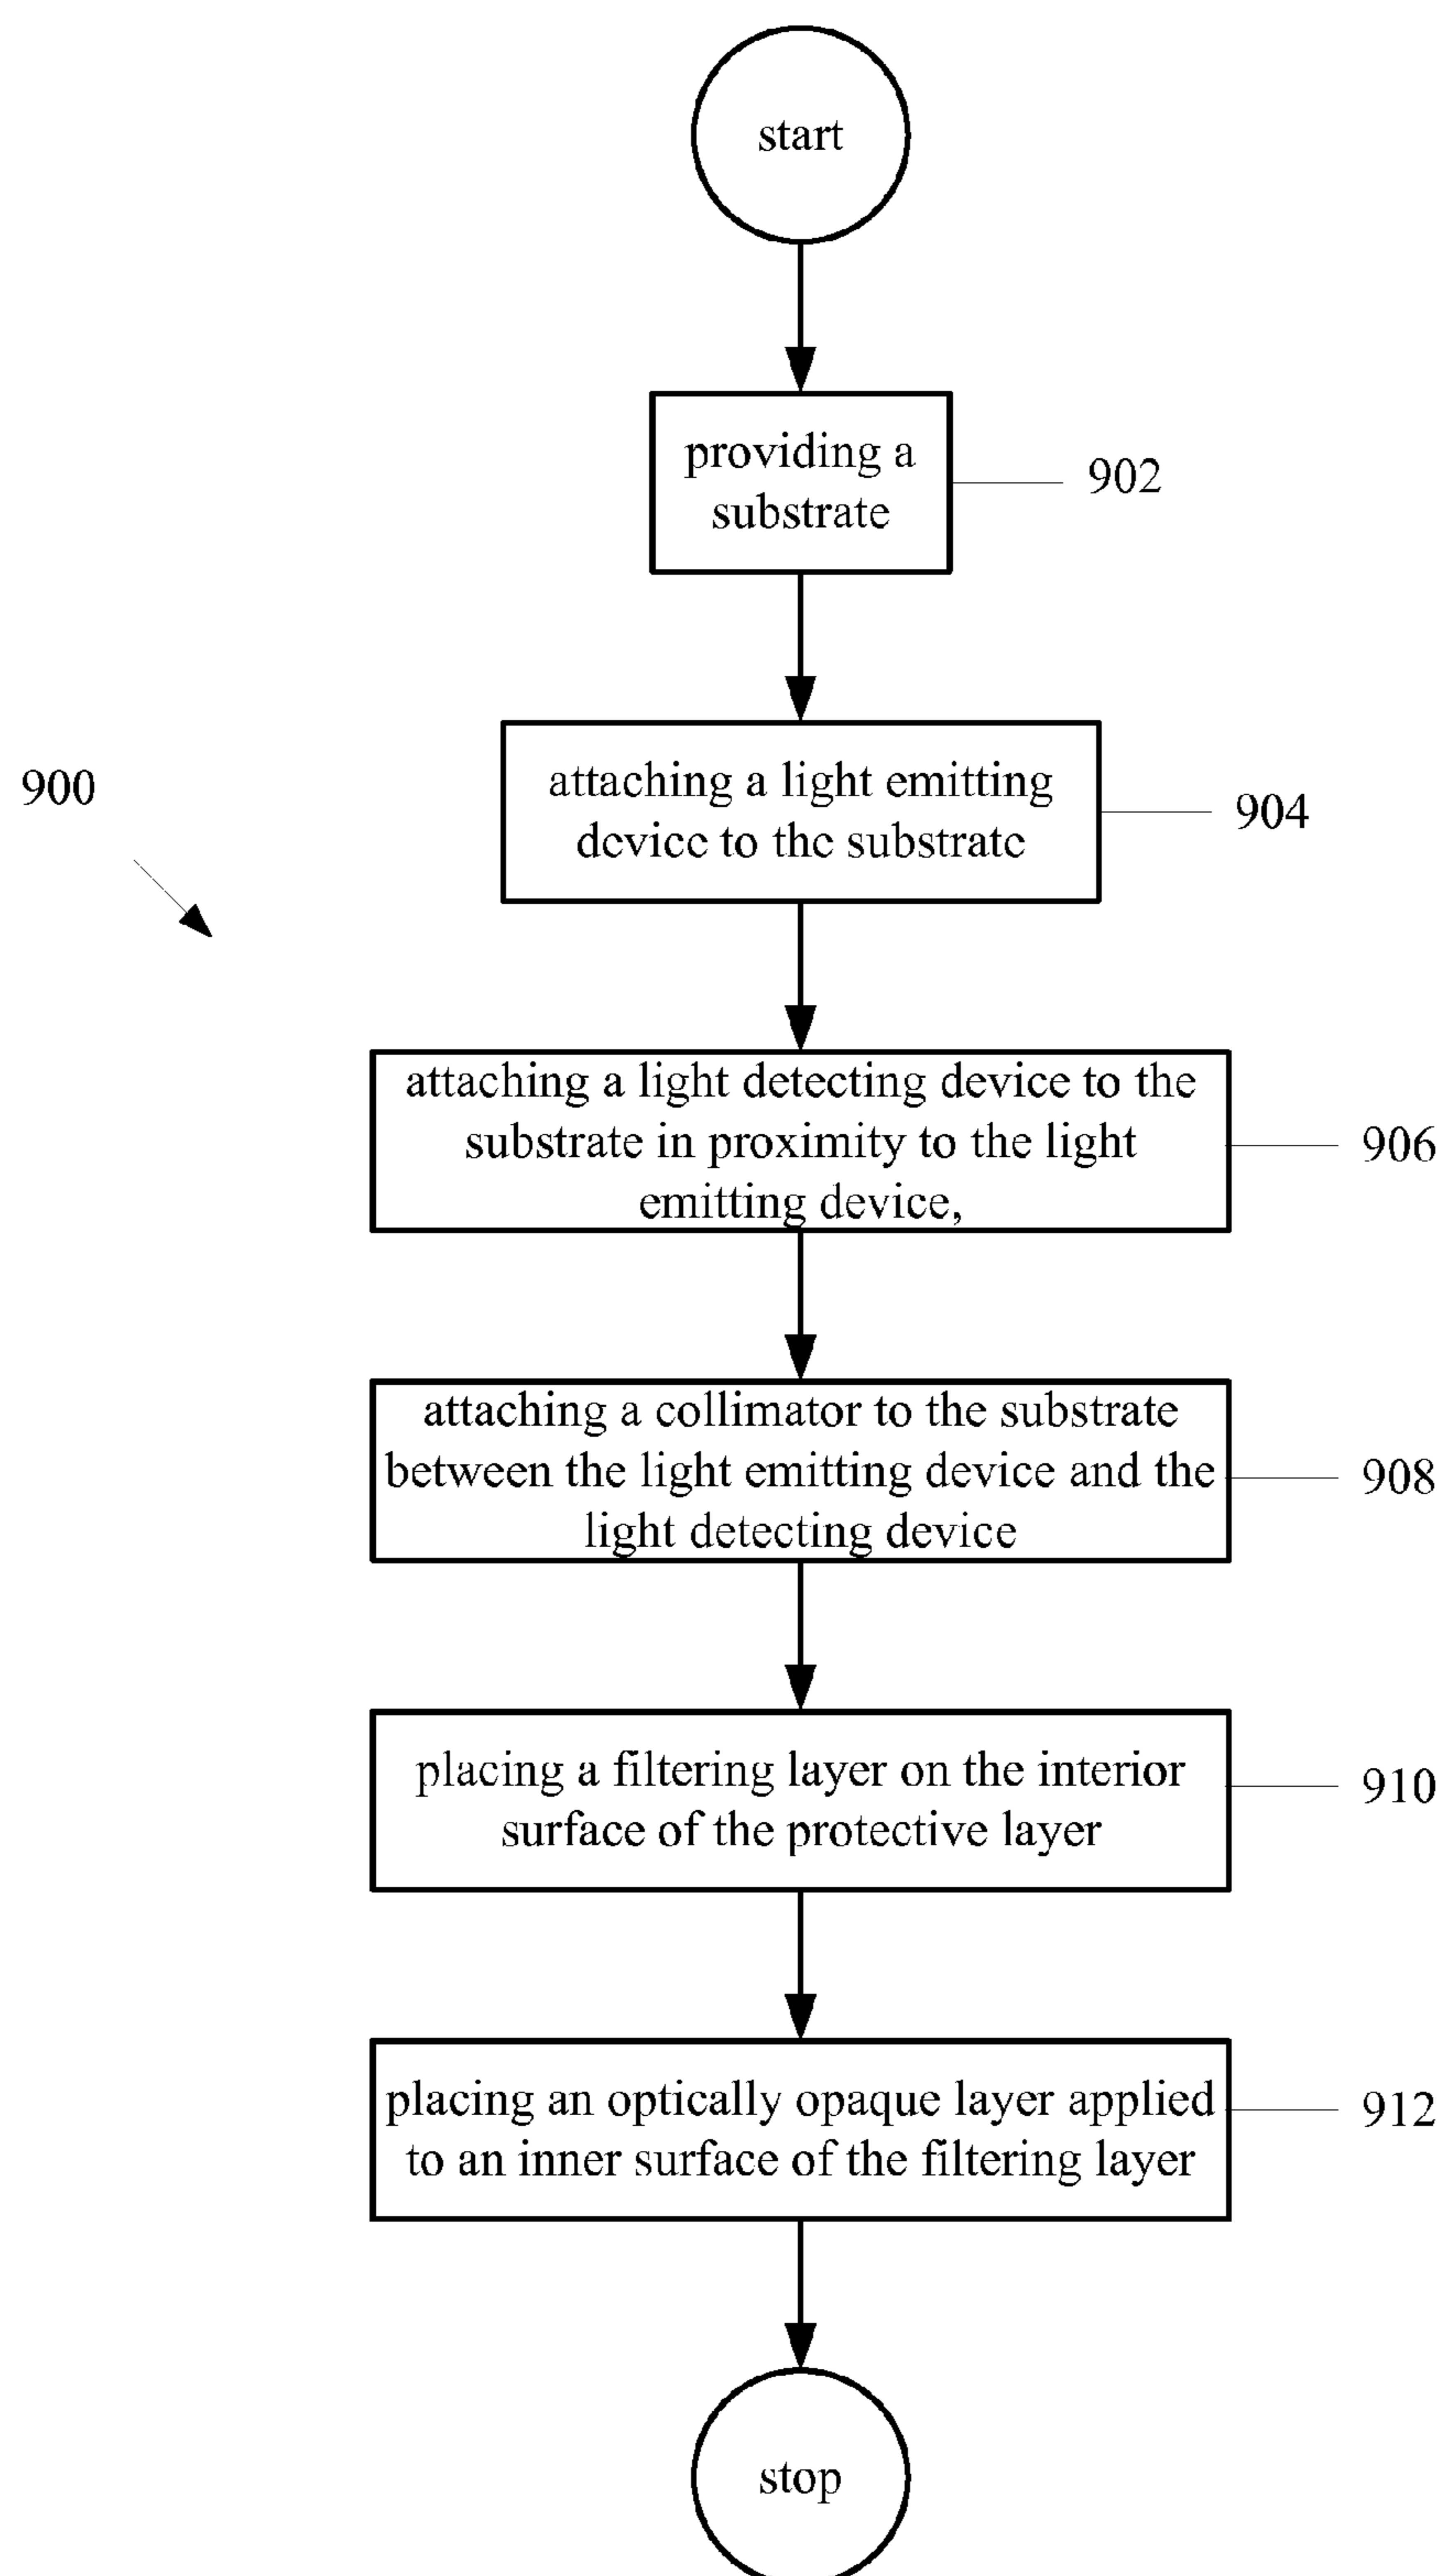 start
providing a
substrate
902
900
attaching a light emitting
device to the substrate
904
attaching a light detecting device to the
substrate in proximity to the light
emitting device,
906
attaching a collimator to the substrate
between the light emitting device and the
light detecting device
908
placing a filtering layer on the interior
surface of the protective layer
910
placing an optically opaque layer applied
to an inner surface of the filtering layer
912
stop